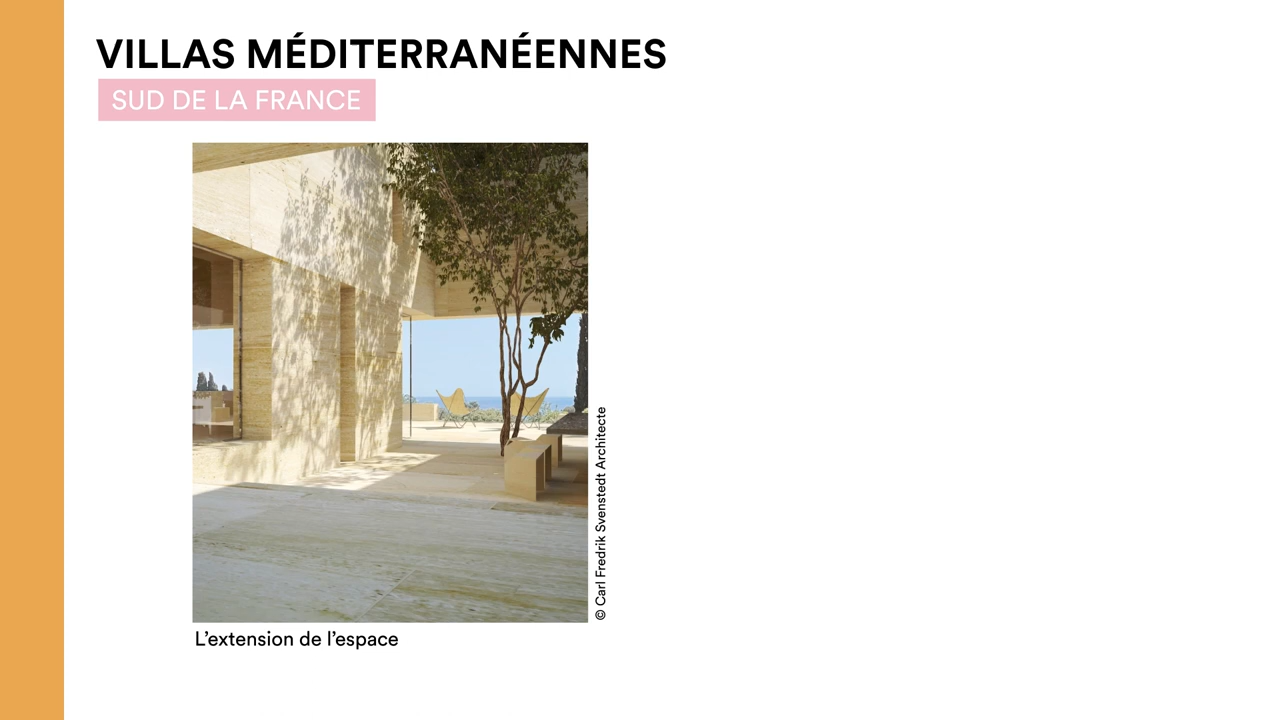 VILLAS MÉDITERRANÉENNES
SUD DE LA FRANCE
© Carl Fredrik Svenstedt Architecte
L’extension de l’espace